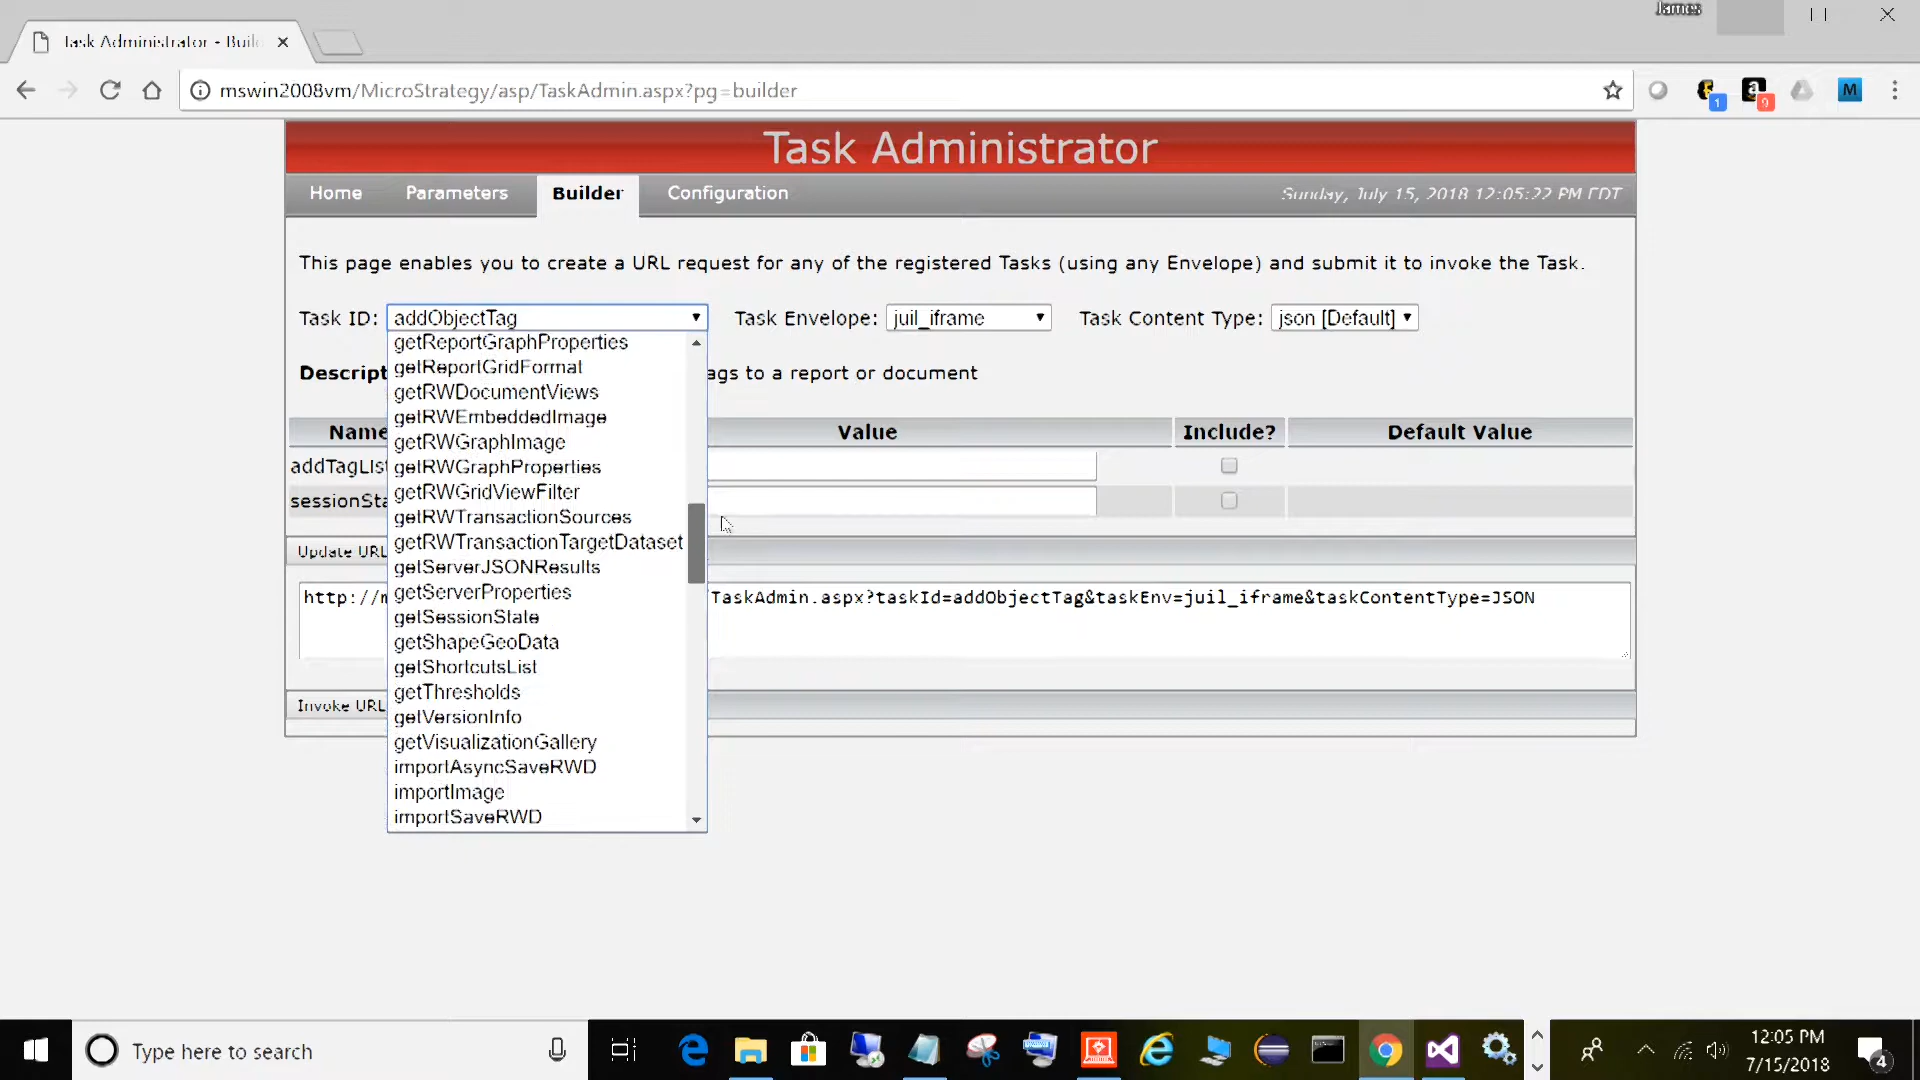 James
Task Administrator - Build
mswin2008vm/MicroStrategy/asp/TaskAdmin.aspx?pg=builder
1
9
M
Task Administrator
Home Parameters Builder Configuration Sunday, July 15, 2018 12:05:22 PM EDT
This page enables you to create a URL request for any of the registered Tasks (using any Envelope) and submit it to invoke the Task.
Task ID: addObjectTag Task Envelope: juil_iframe Task Content Type: json [Default]
getReportGraphProperties
getReportGridFormat
Descript ags to a report or document
getRWDocumentViews
getRWEmbeddedImage
Name Value Include? Default Value
getRWGraphImage
addTagList
getRWGraphProperties
getRWGridViewFilter
sessionSta
getRWTransactionSources
getRWTransactionTargetDataset
Update URL
getServerJSONResults
getServerProperties
http://m TaskAdmin.aspx?taskId=addObjectTag&taskEnv=juil_iframe&taskContentType=JSON
getSessionState
getShapeGeoData
getShortcutsList
getThresholds
Invoke URL
getVersionInfo
getVisualizationGallery
importAsyncSaveRWD
importImage
importSaveRWD
Type here to search
12:05 PM
7/15/2018
4